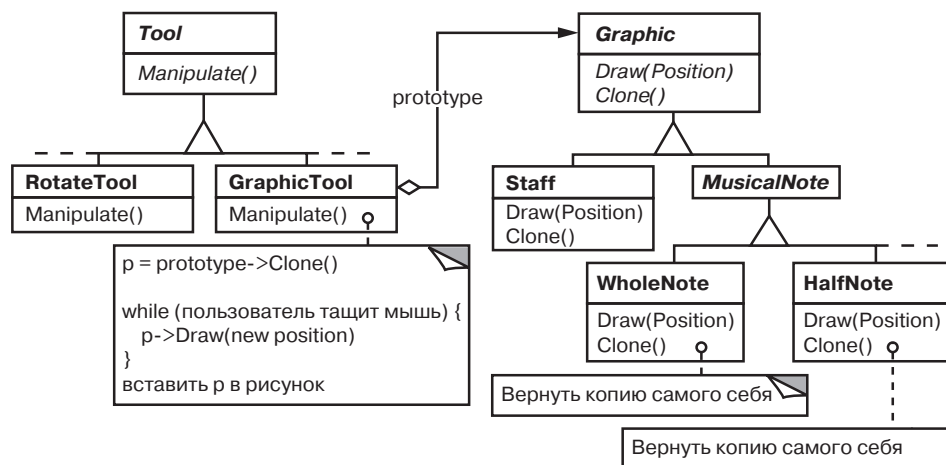 Tool
Manipulate()
prototype
Graphic
Draw(Position)
Clone()
RotateTool
Manipulate()
GraphicTool
Manipulate()
Staff
Draw(Position)
Clone()
MusicalNote
p = prototype->Clone()
while (пользователь тащит мышь) {
p->Draw(new position)
}
вставить p в рисунок
WholeNote
Draw(Position)
Clone()
HalfNote
Draw(Position)
Clone()
Вернуть копию самого себя
Вернуть копию самого себя